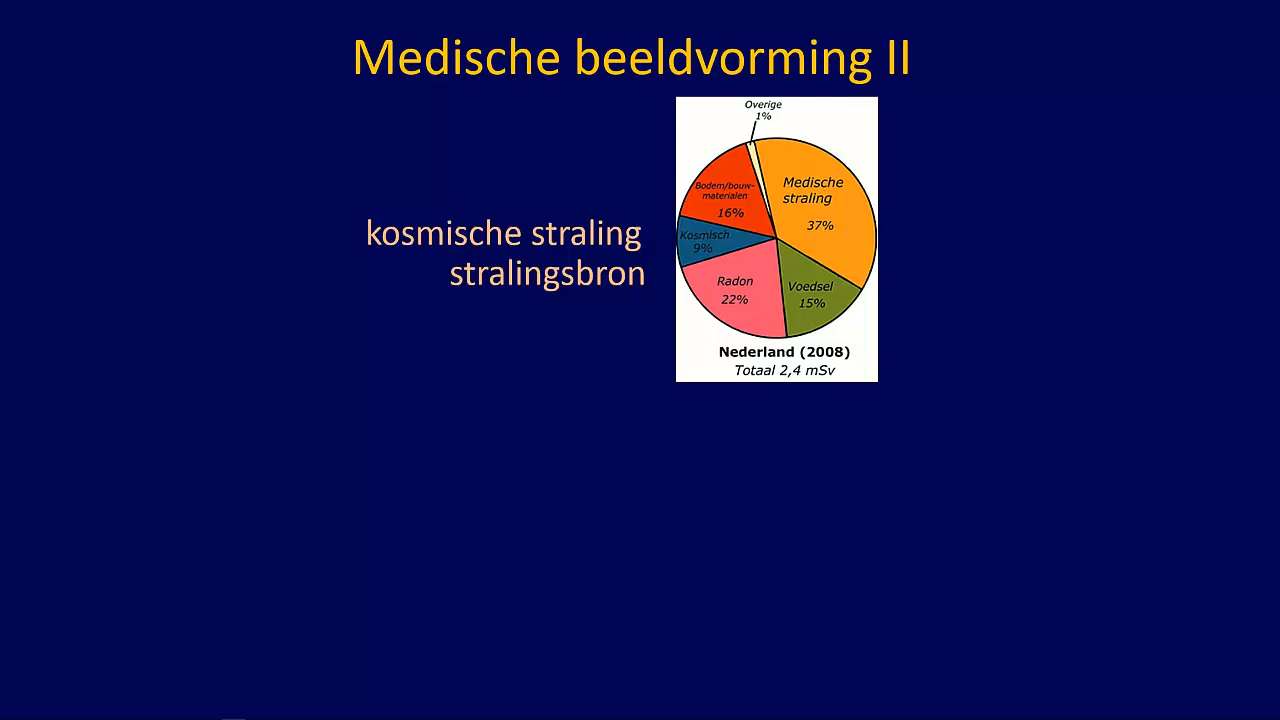 Medische beeldvorming II
Overige
1%
Medische
straling
37%
Bodem/bouw-
materialen
16%
kosmische straling
Kosmisch
9%
stralingsbron
Radon
22%
Voedsel
15%
Nederland (2008)
Totaal 2,4 mSv